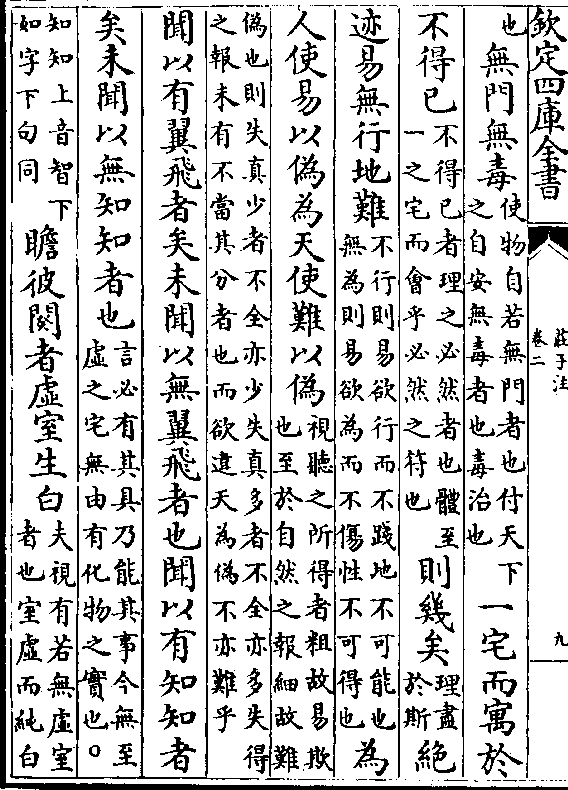 欽定四庫全書
莊子注
卷二
九
也無門無毒使物自若無門者也付天下之自安無毒者也毒治也一宅而寓於
不得已不得已者理之必然者也體至一之宅而會乎必然之符也則幾矣理盡於斯絕
迹易無行地難不行則易欲行而不踐地不可能也無為則易欲為而不傷性不可得也為
人使易以偽為天使難以偽視聽之所得者粗故易欺也至於自然之報細故難
偽也則失真少者不全亦少失真多者不全亦多失得之報未有不當其分者也而欲違天為偽不亦難乎
聞以有翼飛者矣未聞以無翼飛者也聞以有知知者
矣未聞以無知知者也言必有其具乃能其事今無至虛之宅無由有化物之實也○
知知上音智下如字下句同瞻彼闋者虛室生白夫視有若無虛室者也室虛而純白